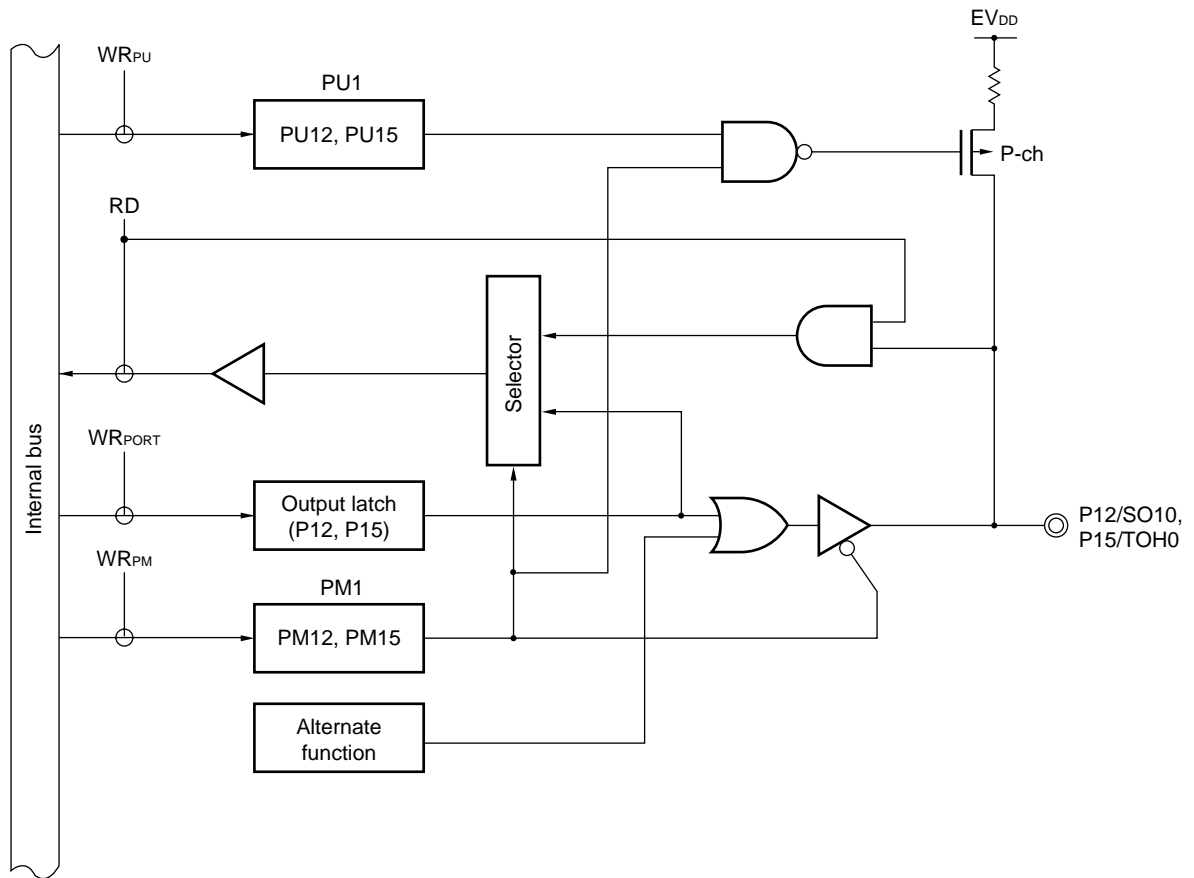 EVDD
WRPU
PU1
PU12, PU15
P-ch
RD
Selector
Internal bus
WRPORT
Output latch
(P12, P15)
P12/SO10,
P15/TOH0
WRPM
PM1
PM12, PM15
Alternate
function